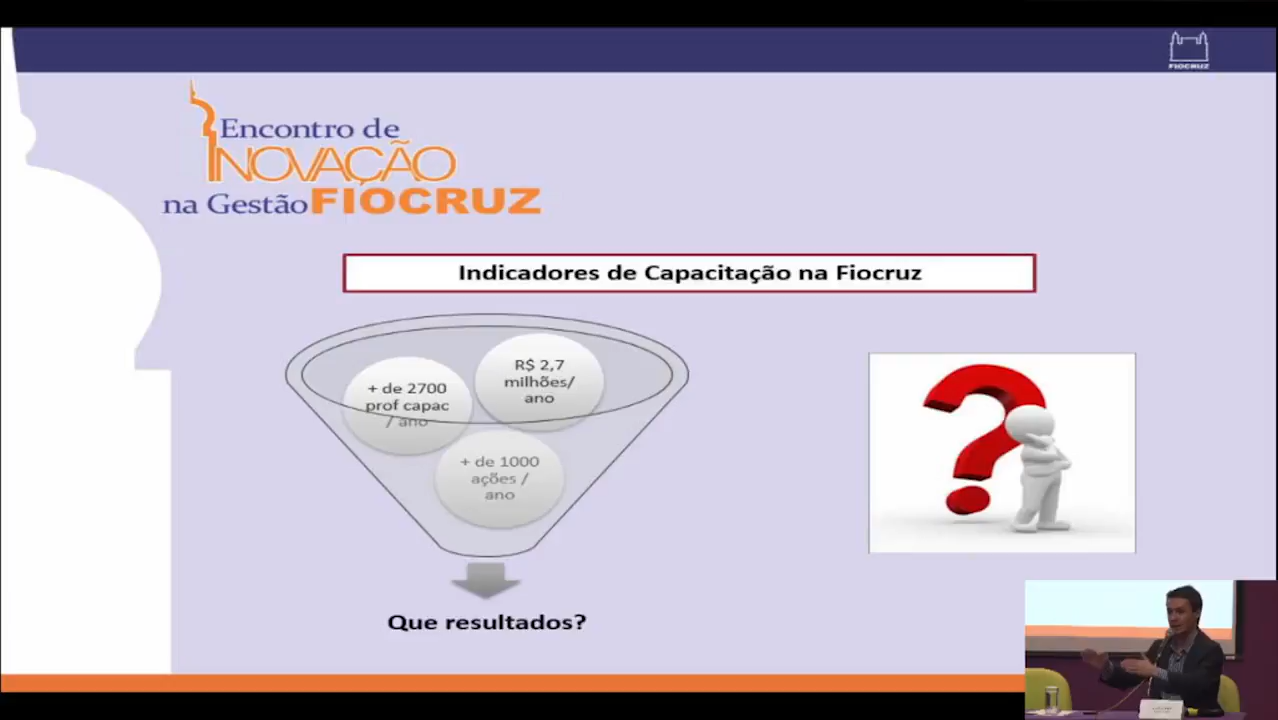 FIOCRUZ
Encontro de
INOVAÇÃO
na Gestão FIOCRUZ
Indicadores de Capacitação na Fiocruz
+ de 2700
prof capac
/ ano
R$ 2,7
milhões/
ano
+ de 1000
ações /
ano
Que resultados?